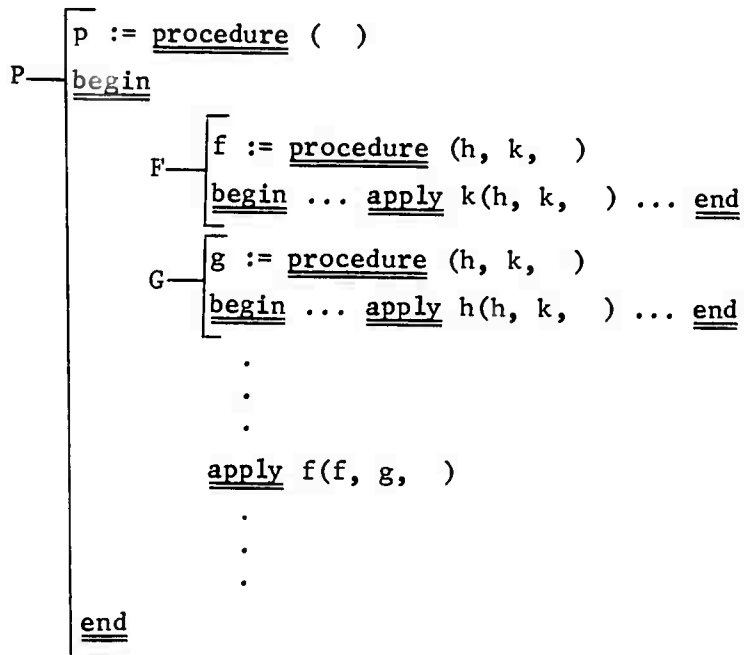 p := procedure ( )
P begin
f := procedure (h, k, )
F
begin ... apply k(h, k, ) ... end
g := procedure (h, k, )
G
begin ... apply h(h, k, ) ... end
.
.
.
apply f(f, g, )
.
.
.
end